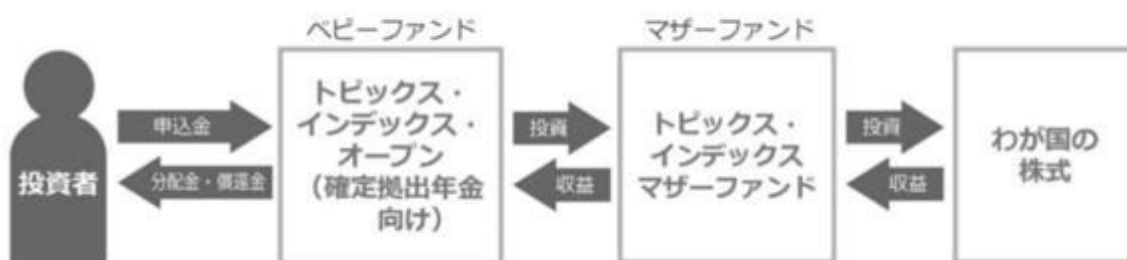 ベビーファンド
マザーファンド
投資者
申込金
分配金・償還金
トピックス・
インデックス・
オープン
（確定拠出年金
向け）
投資
収益
トピックス・
インデックス
マザーファンド
投資
収益
わが国の
株式